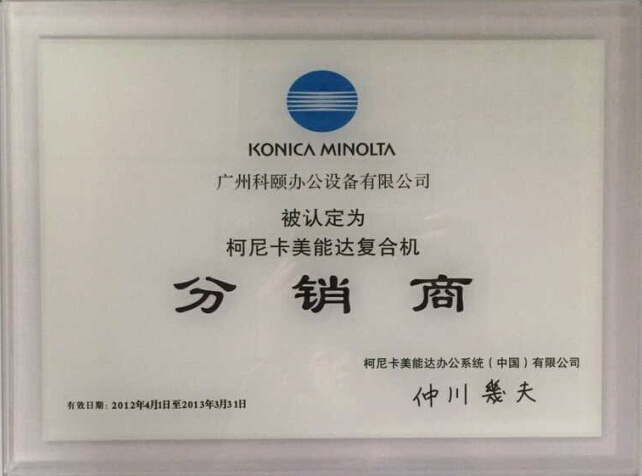 KONICA MINOLTA
广州科颐办公设备有限公司
被认定为
柯尼卡美能达复合机
分销商
柯尼卡美能达办公系统（中国）有限公司
仲川幾夫
有效日期：2012年4月1日至2013年3月31日